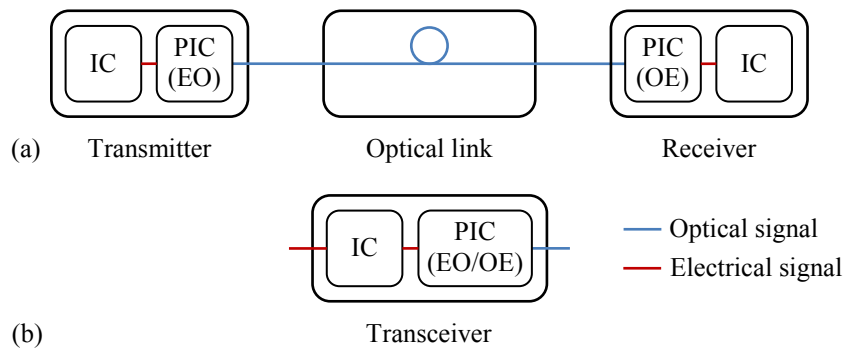 IC
PIC
(EO)
PIC
(OE)
IC
(a)
Transmitter
Optical link
Receiver
IC
PIC
(EO/OE)
Optical signal
Electrical signal
(b)
Transceiver